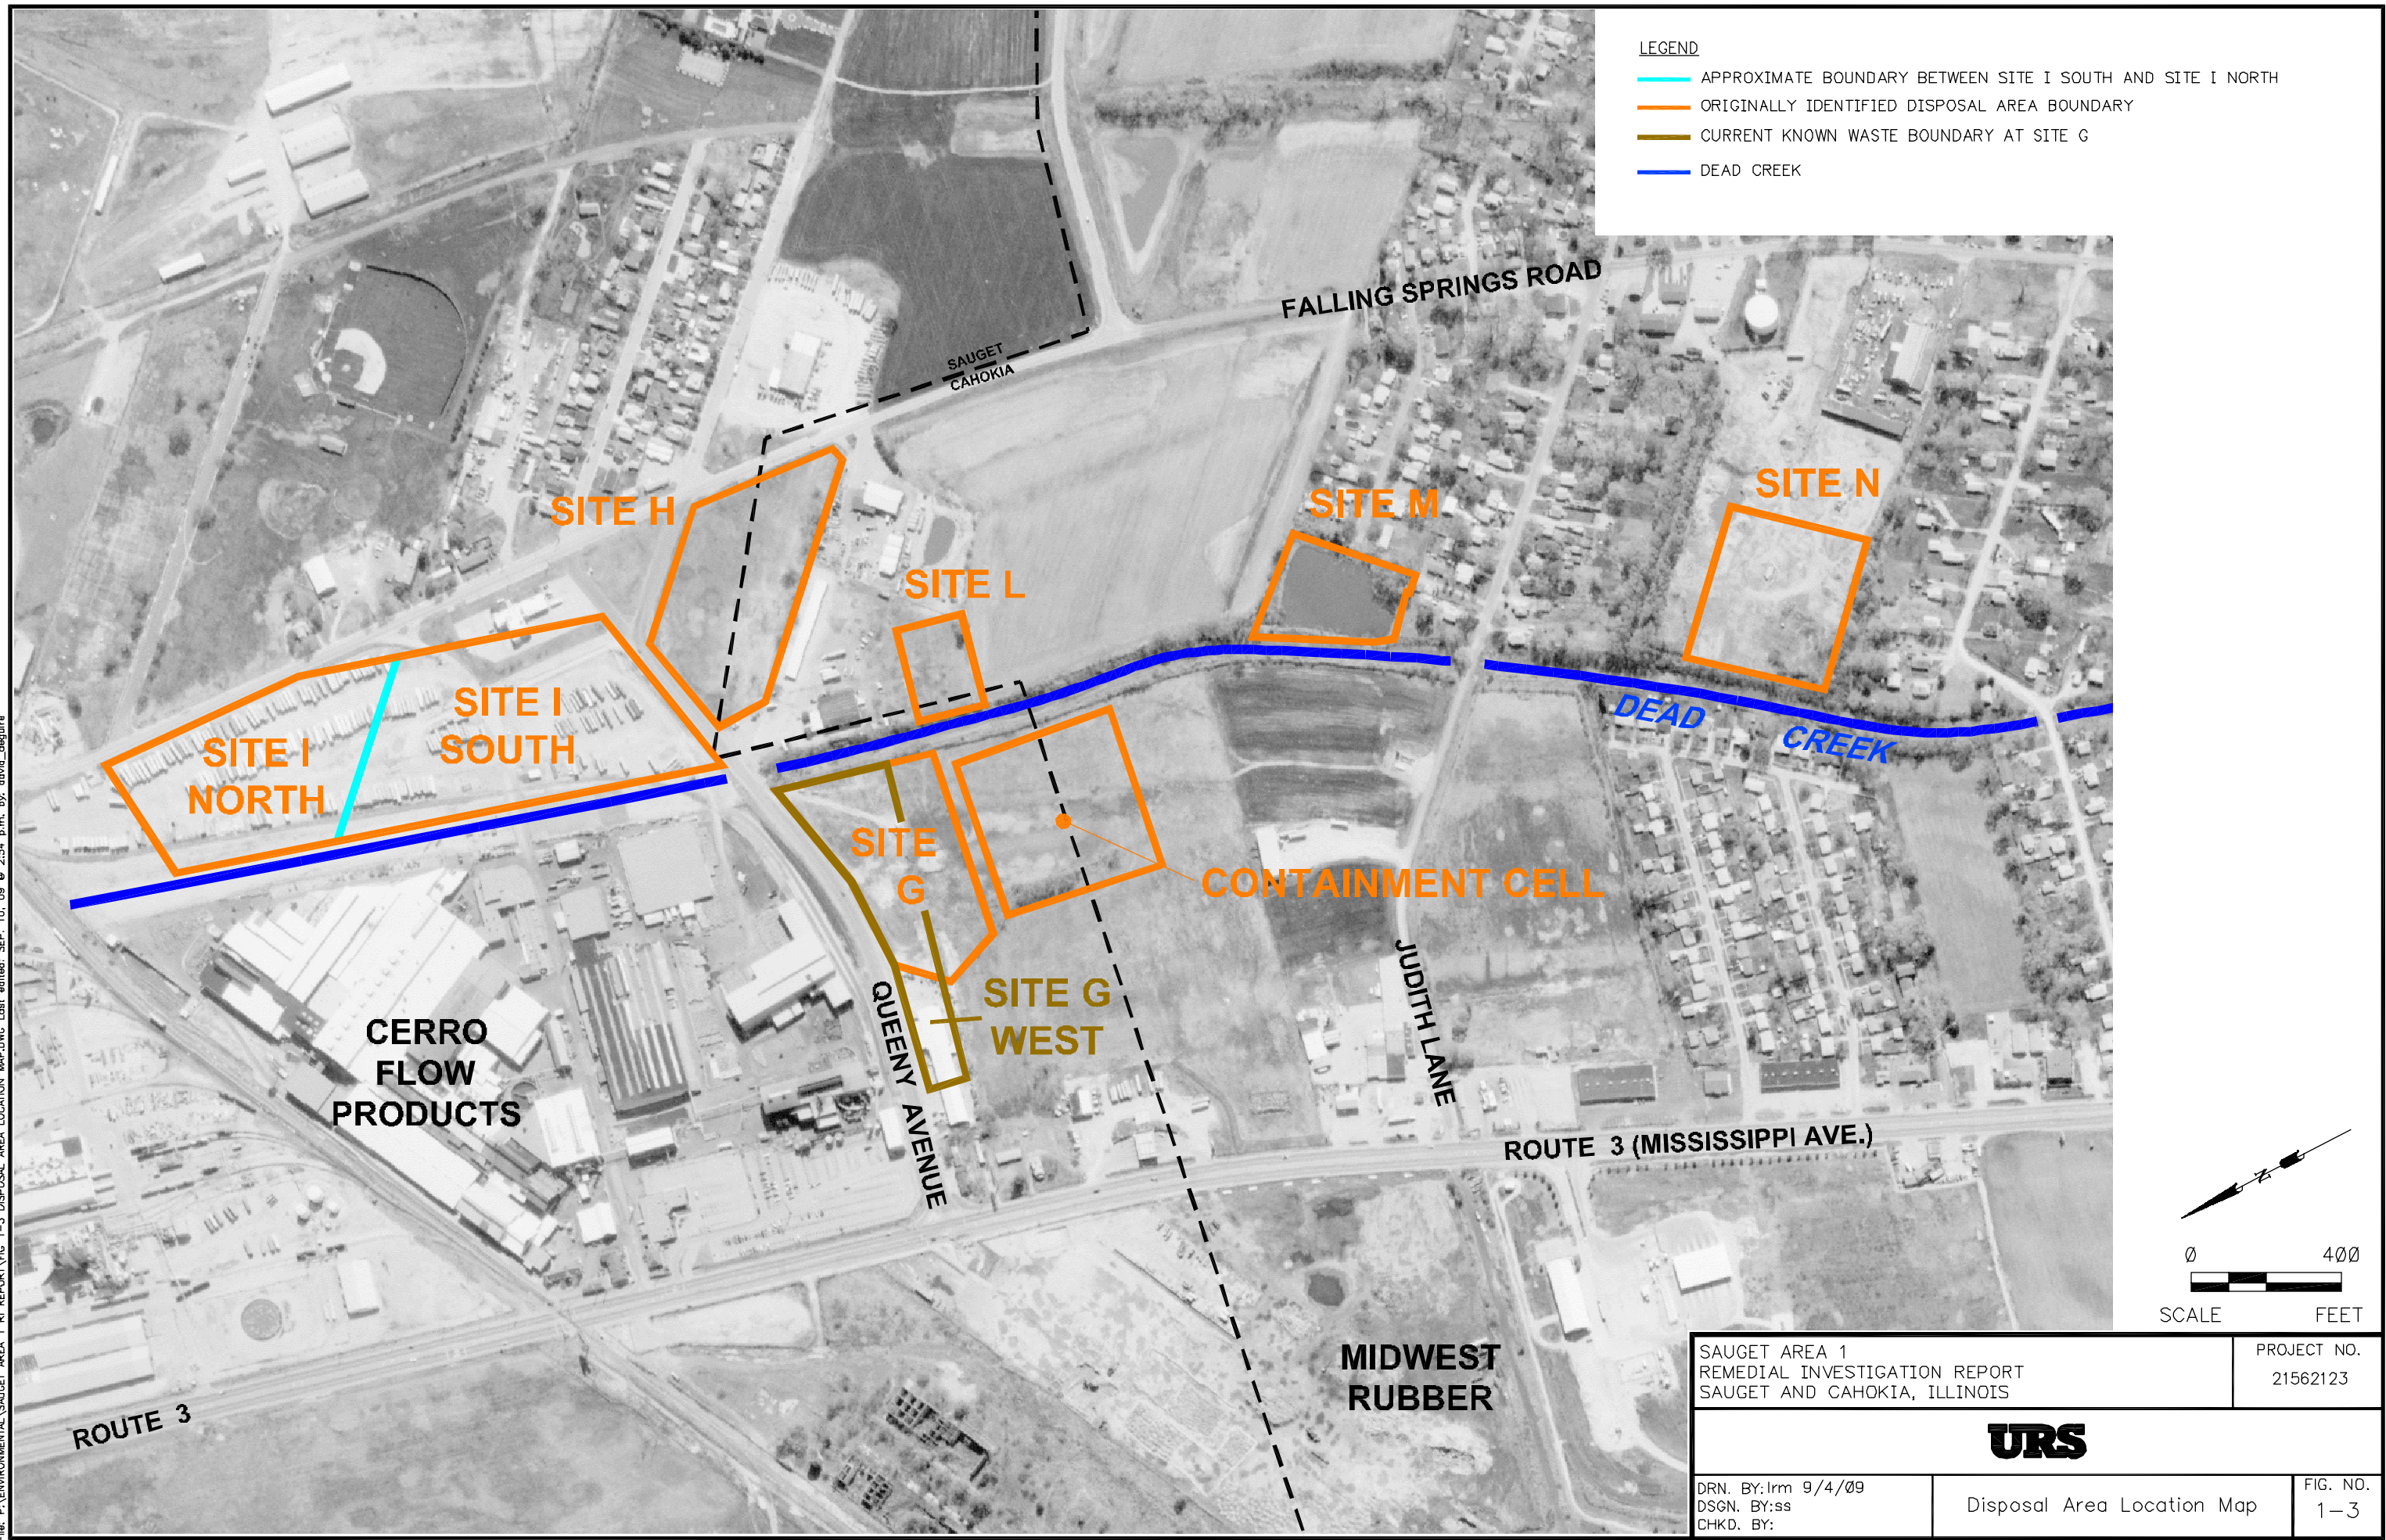 LEGEND
APPROXIMATE BOUNDARY BETWEEN SITE I SOUTH AND SITE I NORTH
ORIGINALLY IDENTIFIED DISPOSAL AREA BOUNDARY
CURRENT KNOWN WASTE BOUNDARY AT SITE G
DEAD CREEK
FALLING SPRINGS ROAD
SAUGET
CAHOKIA
SITE H
SITE L
SITE M
SITE N
SITE I
SOUTH
SITE I
NORTH
DEAD
CREEK
SITE
G
CONTAINMENT CELL
SITE G
WEST
QUEENY AVENUE
JUDITH LANE
CERRO
FLOW
PRODUCTS
ROUTE 3 (MISSISSIPPI AVE.)
MIDWEST
RUBBER
ROUTE 3
N
0 400
SCALE FEET
SAUGET AREA 1
REMEDIAL INVESTIGATION REPORT
SAUGET AND CAHOKIA, ILLINOIS
PROJECT NO.
21562123
URS
DRN. BY:lrm 9/4/09
DSGN. BY:ss
CHKD. BY:
Disposal Area Location Map
FIG. NO.
1-3